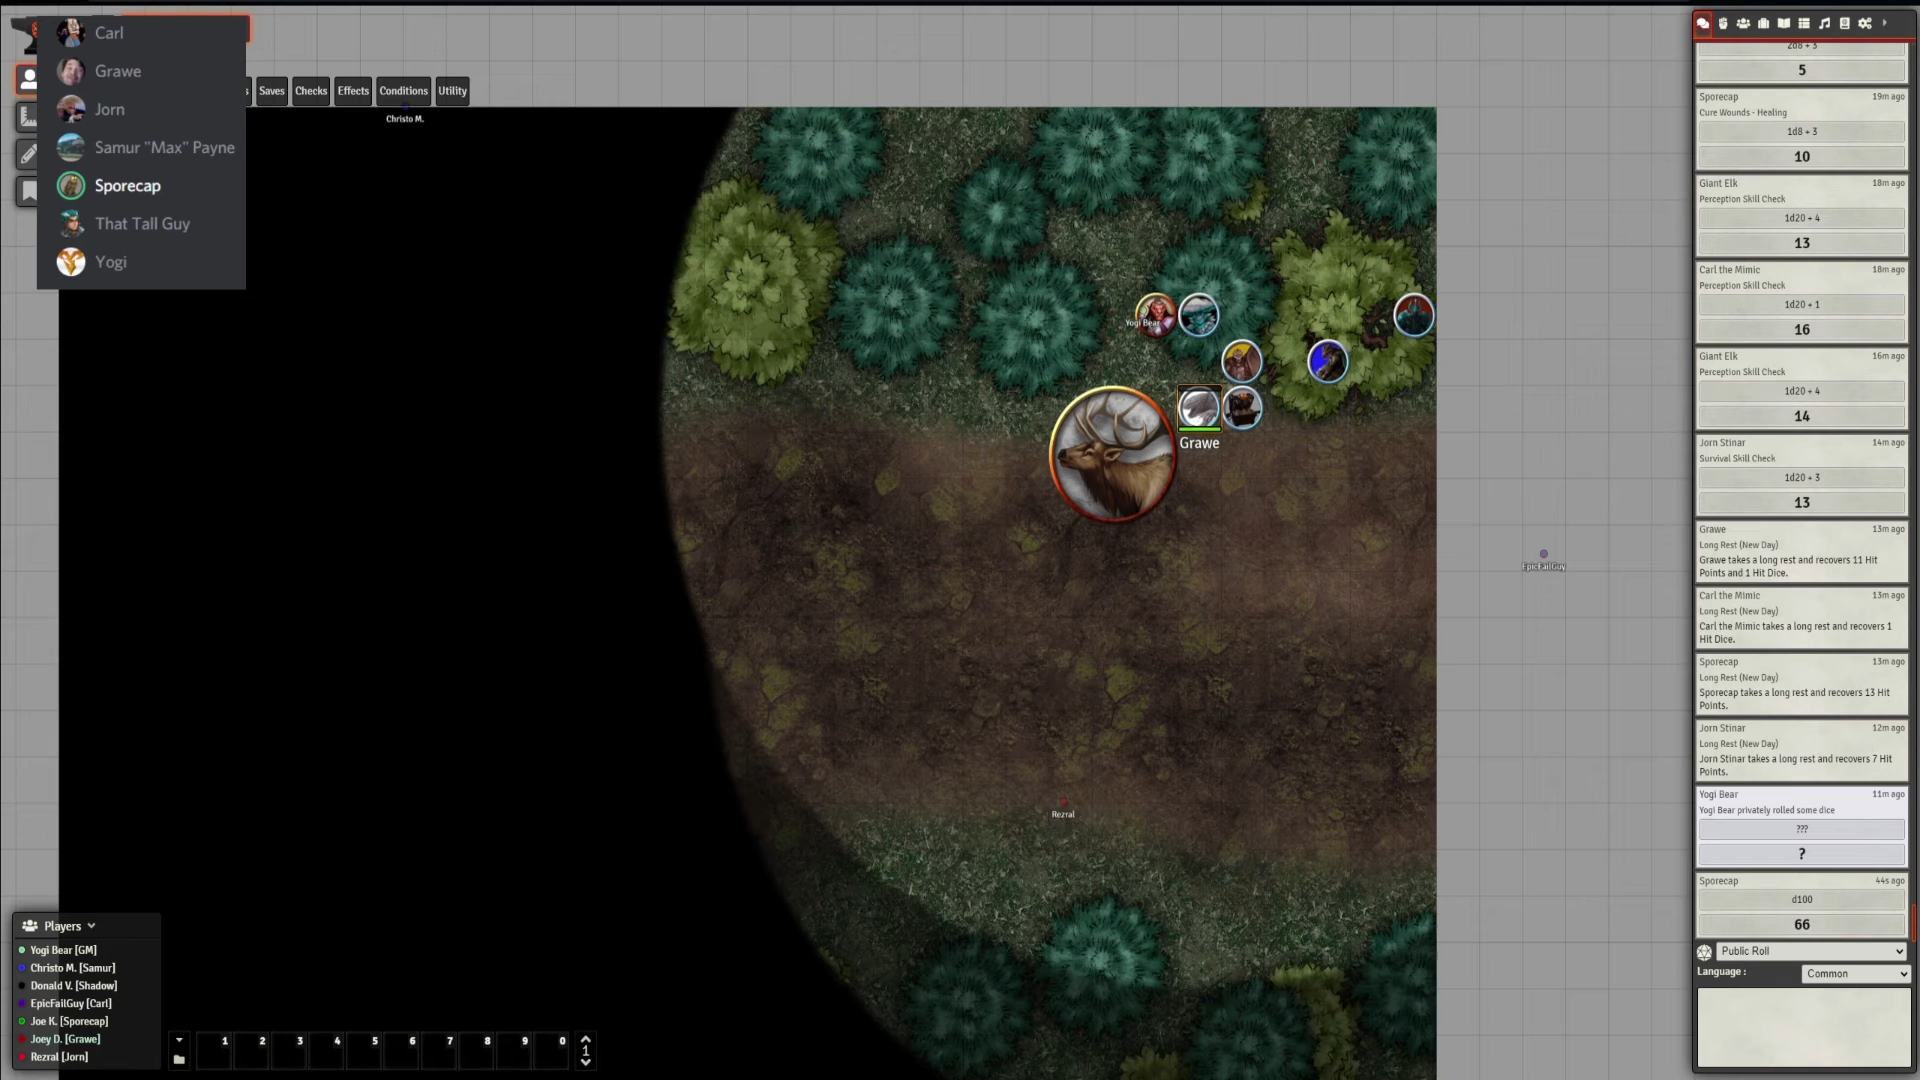 Carl
Grawe
Jorn
Samur "Max" Payne
Sporecap
That Tall Guy
Yogi
s
Saves
Checks
Effects
Conditions
Utility
Christo M.
Yogi Bear
Grawe
EpicFailGuy
Rezral
Players
Yogi Bear [GM]
Christo M. [Samur]
Donald V. [Shadow]
EpicFailGuy [Carl]
Joe K. [Sporecap]
Joey D. [Grawe]
Rezral [Jorn]
1 2 3 4 5 6 7 8 9 0
1
2d8 + 3
5
Sporecap 19m ago
Cure Wounds - Healing
1d8 + 3
10
Giant Elk 18m ago
Perception Skill Check
1d20 + 4
13
Carl the Mimic 18m ago
Perception Skill Check
1d20 + 1
16
Giant Elk 16m ago
Perception Skill Check
1d20 + 4
14
Jorn Stinar 14m ago
Survival Skill Check
1d20 + 3
13
Grawe 13m ago
Long Rest (New Day)
Grawe takes a long rest and recovers 11 Hit
Points and 1 Hit Dice.
Carl the Mimic 13m ago
Long Rest (New Day)
Carl the Mimic takes a long rest and recovers 1
Hit Dice.
Sporecap 13m ago
Long Rest (New Day)
Sporecap takes a long rest and recovers 13 Hit
Points.
Jorn Stinar 12m ago
Long Rest (New Day)
Jorn Stinar takes a long rest and recovers 7 Hit
Points.
Yogi Bear 11m ago
Yogi Bear privately rolled some dice
???
?
Sporecap 44s ago
d100
66
Public Roll
Language :
Common